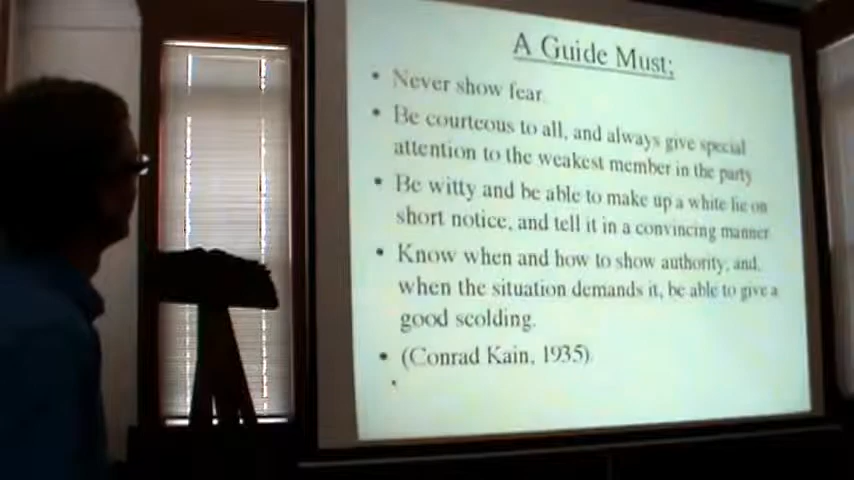 A Guide Must;
• Never show fear.
• Be courteous to all, and always give special
attention to the weakest member in the party
• Be witty and be able to make up a white lie on
short notice, and tell it in a convincing manner
• Know when and how to show authority, and,
when the situation demands it, be able to give a
good scolding.
• (Conrad Kain, 1935)
•